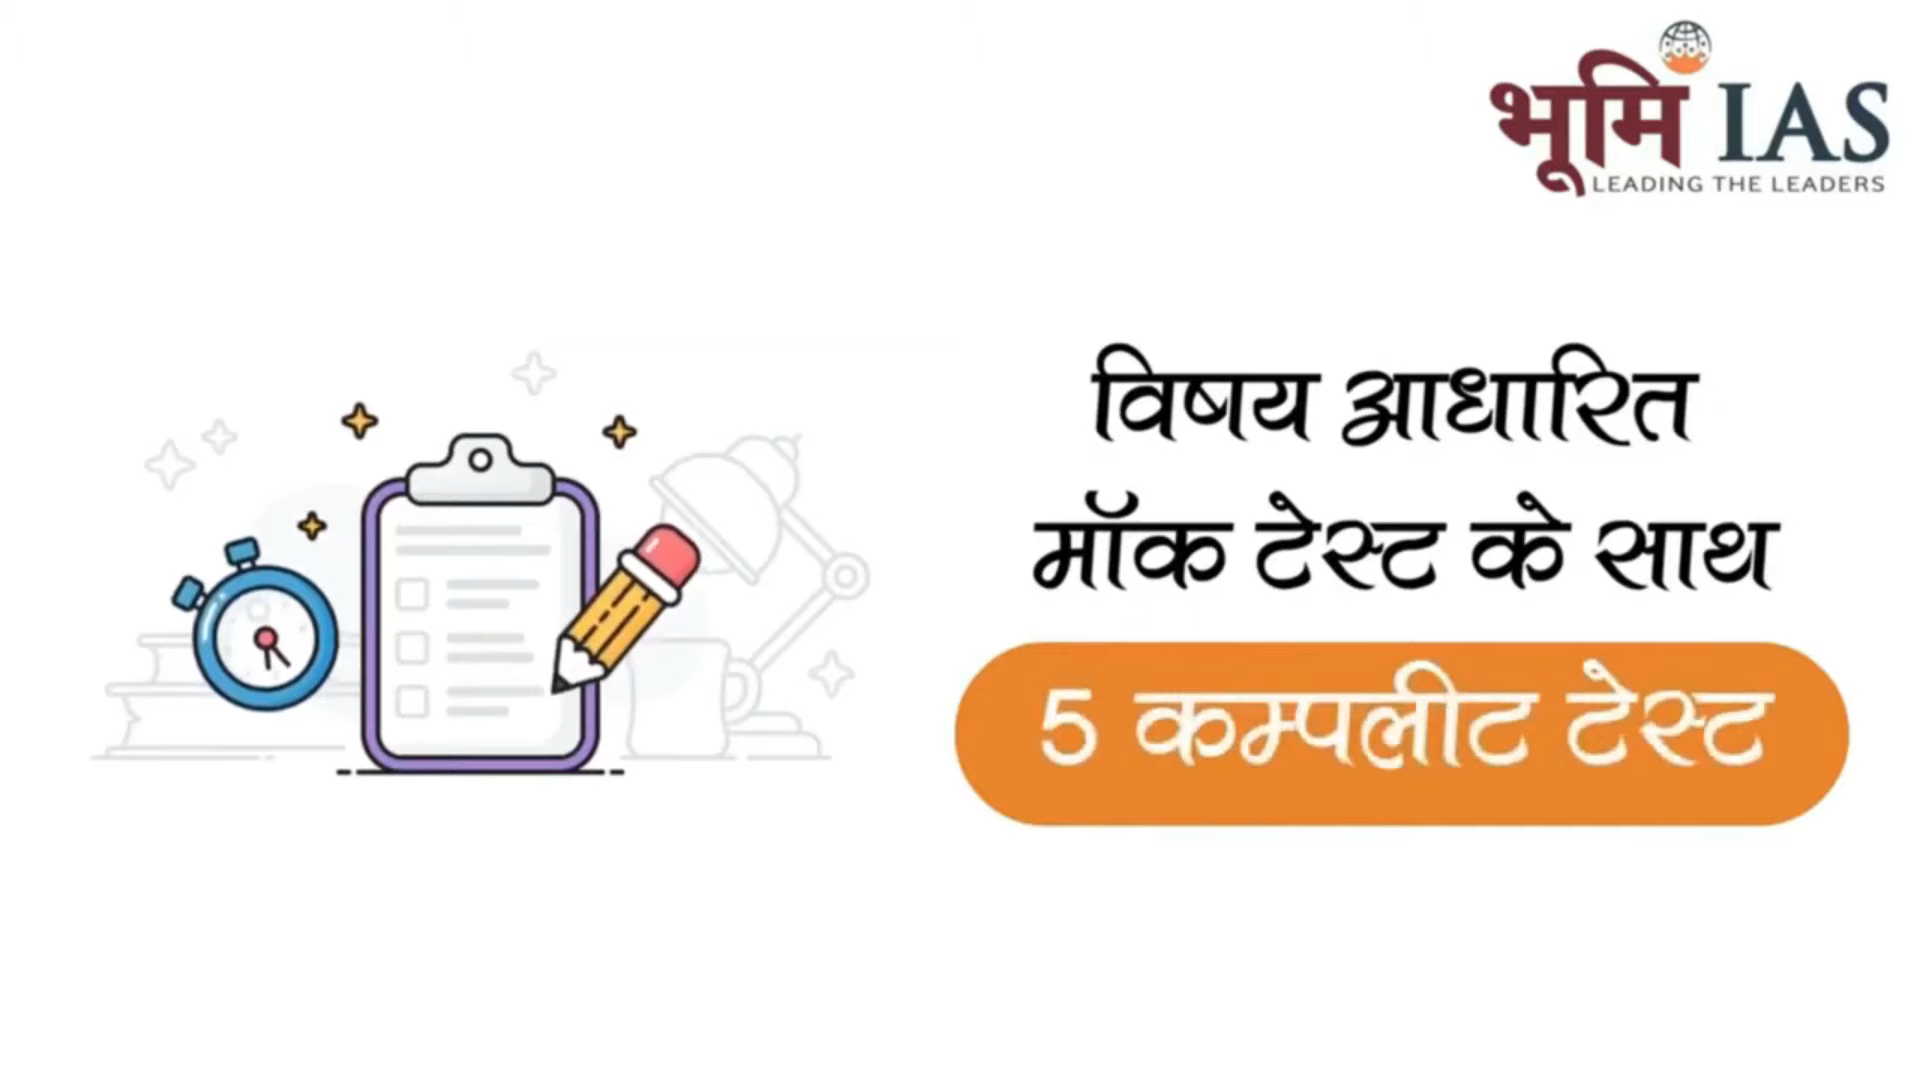 भूमि IAS
LEADING THE LEADERS
विषय आधारित
मॉक टेस्ट के साथ
5 कम्पलीट टेस्ट